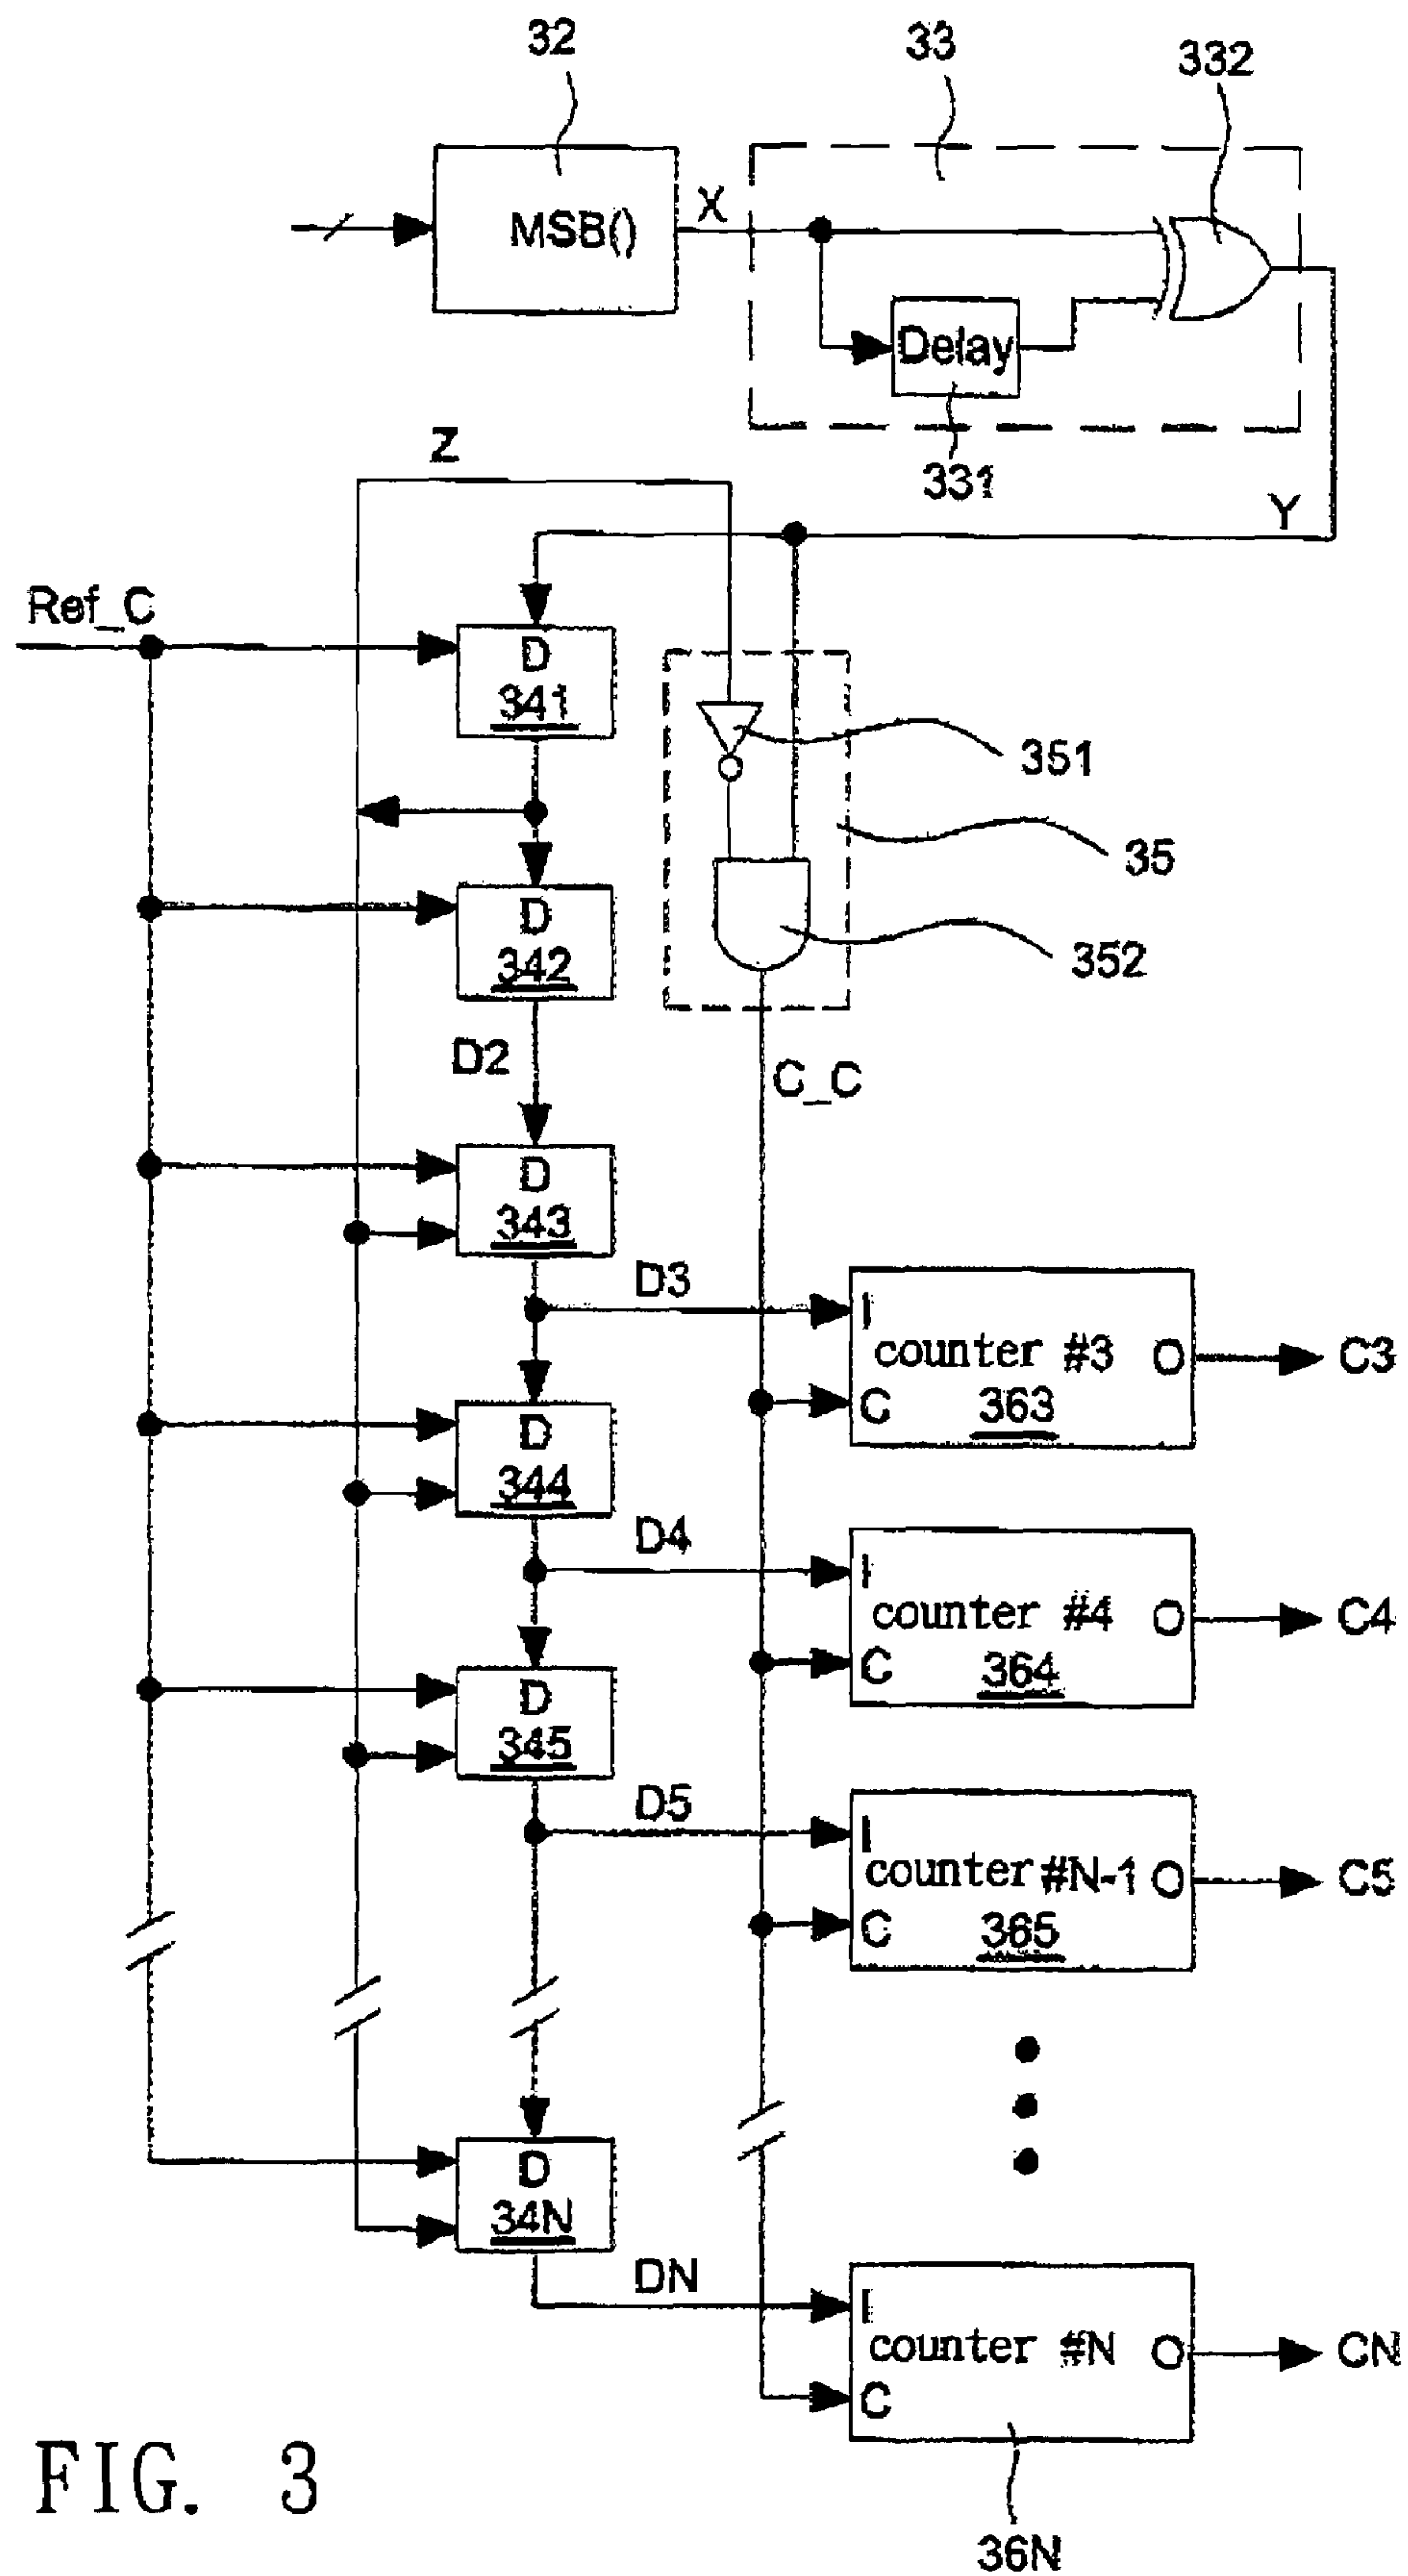 32
33
332
MSB()
X
Delay
331
Z
Y
Ref_C
D
341
351
35
D
342
352
D2
C_C
D
343
D3
I
counter #3
O
C3
C
363
D
344
D4
I
counter #4
O
C4
C
364
D
345
D5
I
counter #N-1
O
C5
C
365
D
34N
DN
I
counter #N
O
CN
C
FIG. 3
36N